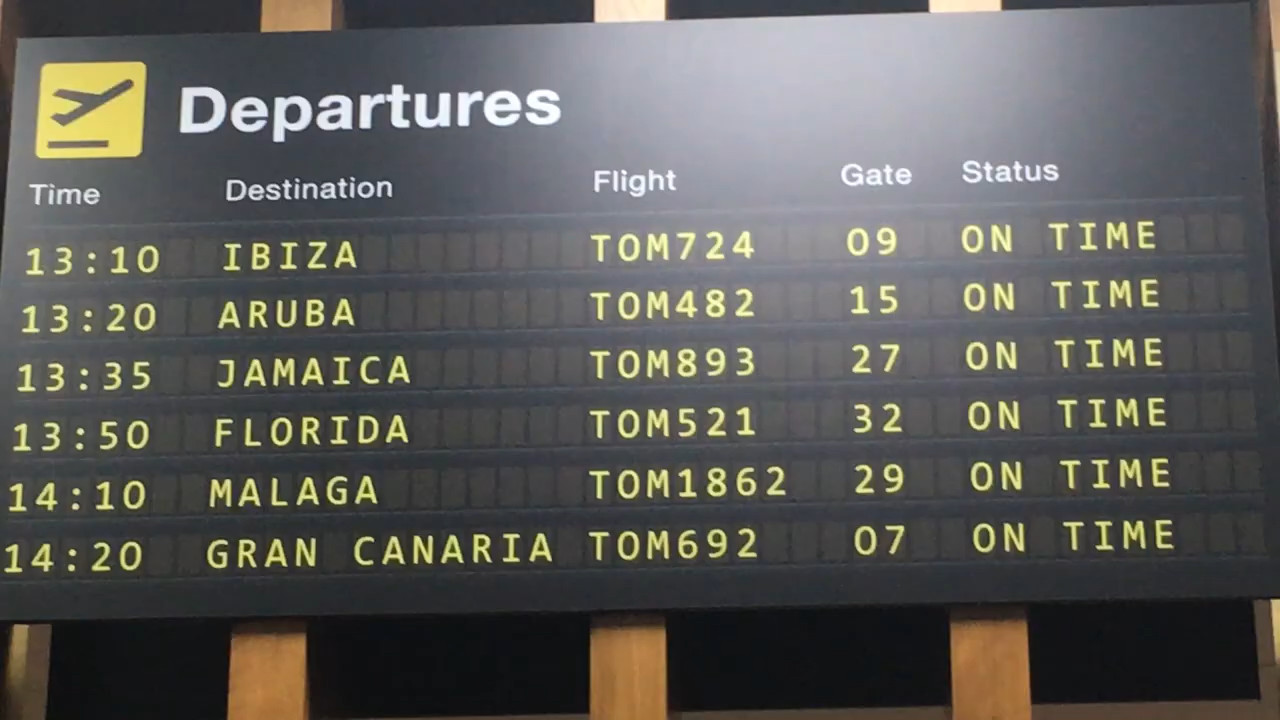 Departures
Time Destination Flight Gate Status
13:10 IBIZA TOM724 09 ON TIME
13:20 ARUBA TOM482 15 ON TIME
13:35 JAMAICA TOM893 27 ON TIME
13:50 FLORIDA TOM521 32 ON TIME
14:10 MALAGA TOM1862 29 ON TIME
14:20 GRAN CANARIA TOM692 07 ON TIME